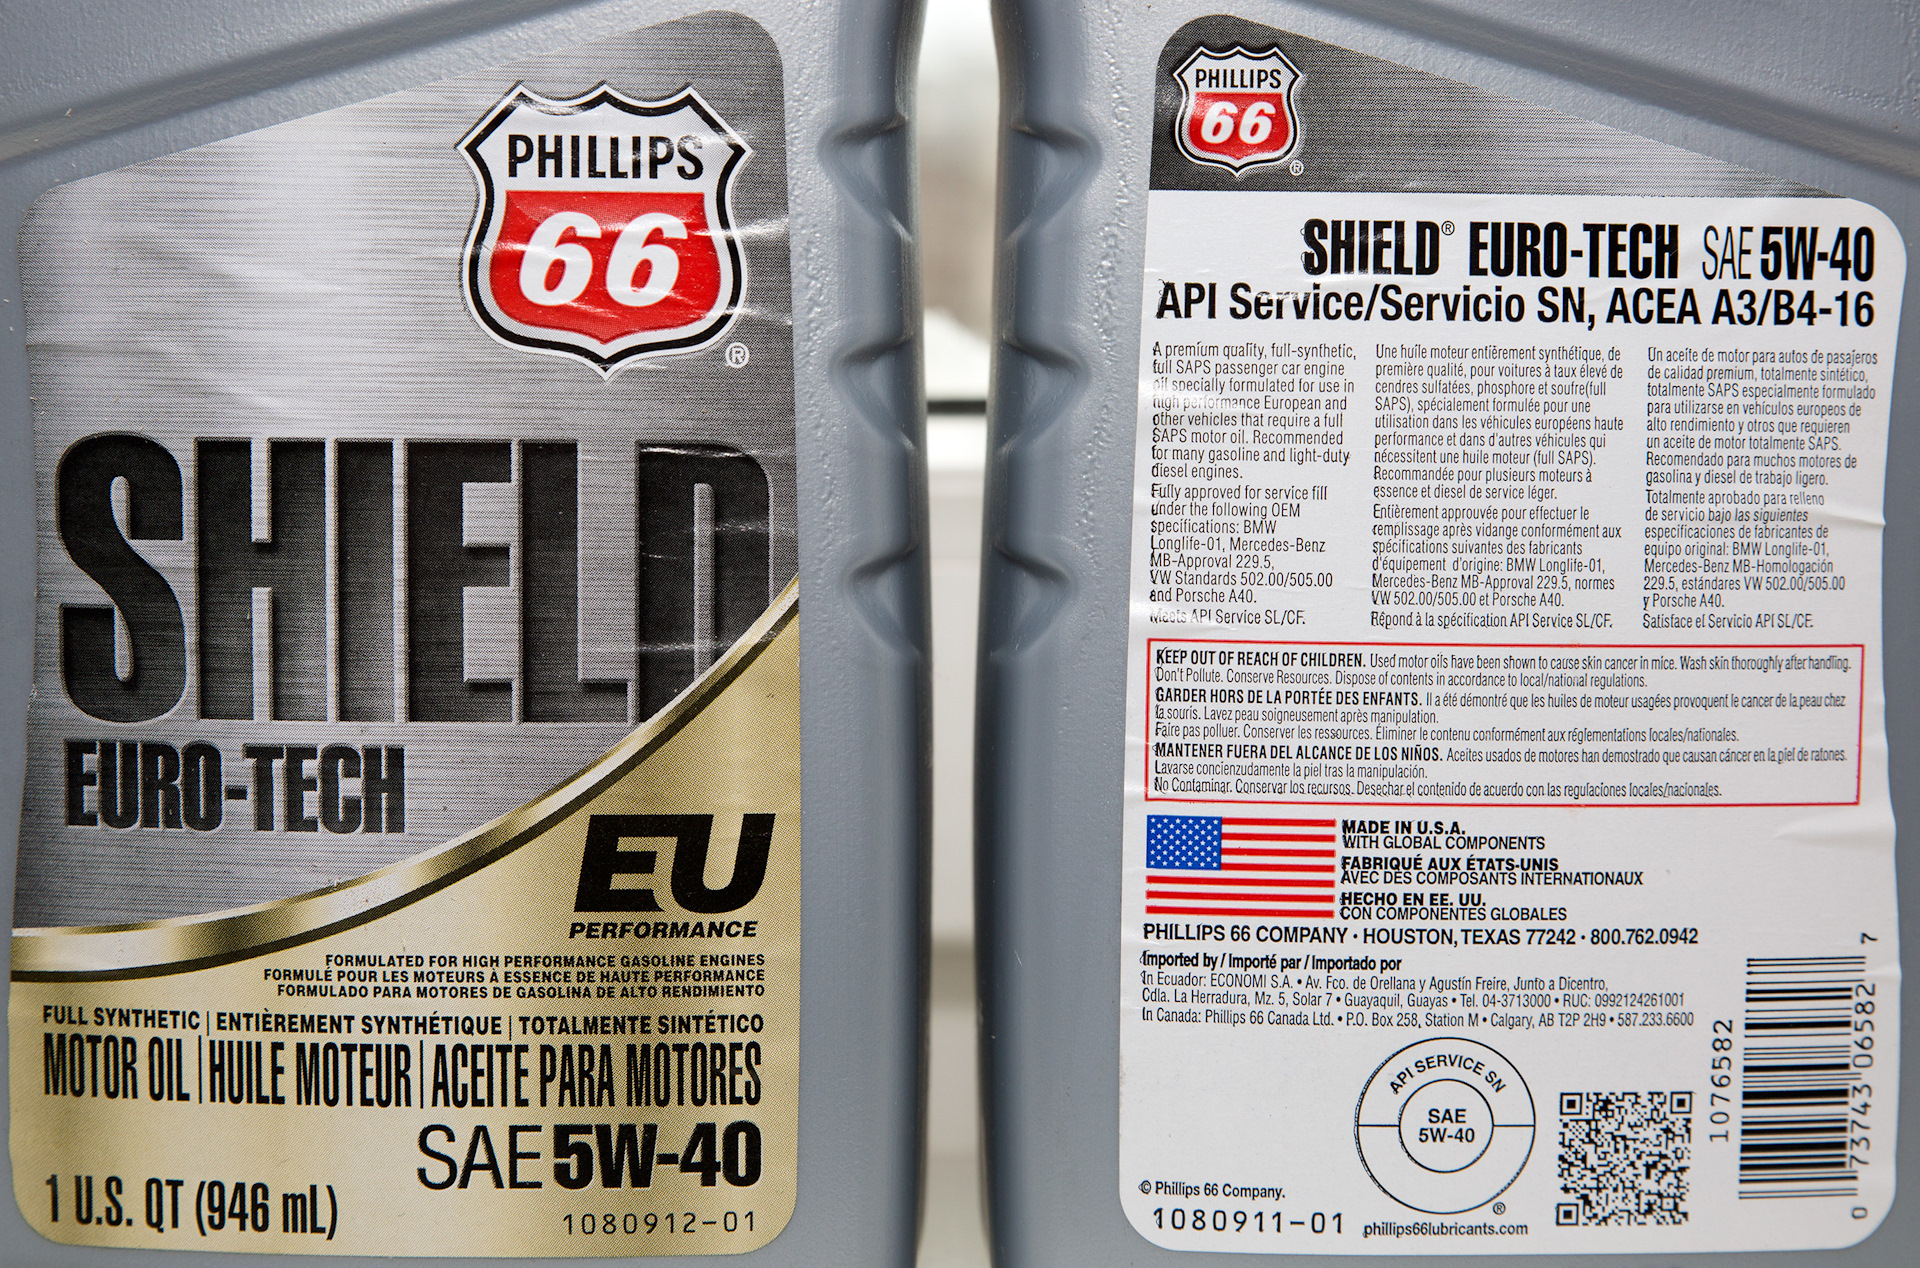 PHILLIPS
66
®
SHIELD
EURO-TECH
EU
PERFORMANCE
FORMULATED FOR HIGH PERFORMANCE GASOLINE ENGINES
FORMULÉ POUR LES MOTEURS À ESSENCE DE HAUTE PERFORMANCE
FORMULADO PARA MOTORES DE GASOLINA DE ALTO RENDIMIENTO
FULL SYNTHETIC | ENTIÈREMENT SYNTHÉTIQUE | TOTALMENTE SINTÉTICO
MOTOR OIL | HUILE MOTEUR | ACEITE PARA MOTORES
SAE 5W-40
1 U.S. QT (946 mL)
1080912-01
PHILLIPS
66
®
SHIELD® EURO-TECH SAE 5W-40
API Service/Servicio SN, ACEA A3/B4-16
A premium quality, full-synthetic,
full SAPS passenger car engine
oil specially formulated for use in
high performance European and
other vehicles that require a full
SAPS motor oil. Recommended
for many gasoline and light-duty
diesel engines.
Fully approved for service fill
under the following OEM
specifications: BMW
Longlife-01, Mercedes-Benz
MB-Approval 229.5,
VW Standards 502.00/505.00
and Porsche A40.
Meets API Service SL/CF.
Une huile moteur entièrement synthétique, de
première qualité, pour voitures à taux élevé de
cendres sulfatées, phosphore et soufre(full
SAPS), spécialement formulée pour une
utilisation dans les véhicules européens haute
performance et dans d'autres véhicules qui
nécessitent une huile moteur (full SAPS).
Recommandée pour plusieurs moteurs à
essence et diesel de service léger.
Entièrement approuvée pour effectuer le
remplissage après vidange conformément aux
spécifications suivantes des fabricants
d'équipement d'origine: BMW Longlife-01,
Mercedes-Benz MB-Approval 229.5, normes
VW 502.00/505.00 et Porsche A40.
Répond à la spécification API Service SL/CF.
Un aceite de motor para autos de pasajeros
de calidad premium, totalmente sintético,
totalmente SAPS especialmente formulado
para utilizarse en vehículos europeos de
alto rendimiento y otros que requieren
un aceite de motor totalmente SAPS.
Recomendado para muchos motores de
gasolina y diesel de trabajo ligero.
Totalmente aprobado para relleno
de servicio bajo las siguientes
especificaciones de fabricantes de
equipo original: BMW Longlife-01,
Mercedes-Benz MB-Homologación
229.5, estándares VW 502.00/505.00
y Porsche A40.
Satisface el Servicio API SL/CF.
KEEP OUT OF REACH OF CHILDREN. Used motor oils have been shown to cause skin cancer in mice. Wash skin thoroughly after handling.
Don't Pollute. Conserve Resources. Dispose of contents in accordance to local/national regulations.
GARDER HORS DE LA PORTÉE DES ENFANTS. Il a été démontré que les huiles de moteur usagées provoquent le cancer de la peau chez
la souris. Lavez peau soigneusement après manipulation.
Faire pas polluer. Conserver les ressources. Éliminer le contenu conformément aux réglementations locales/nationales.
MANTENER FUERA DEL ALCANCE DE LOS NIÑOS. Aceites usados de motores han demostrado que causan cáncer en la piel de ratones.
Lavarse concienzudamente la piel tras la manipulación.
No Contaminar. Conservar los recursos. Desechar el contenido de acuerdo con las regulaciones locales/nacionales.
MADE IN U.S.A.
WITH GLOBAL COMPONENTS
FABRIQUÉ AUX ÉTATS-UNIS
AVEC DES COMPOSANTS INTERNATIONAUX
HECHO EN EE. UU.
CON COMPONENTES GLOBALES
PHILLIPS 66 COMPANY • HOUSTON, TEXAS 77242 • 800.762.0942
Imported by / Importé par / Importado por
In Ecuador: ECONOMI S.A. • Av. Fco. de Orellana y Agustín Freire, Junto a Dicentro,
Cdla. La Herradura, Mz. 5, Solar 7 • Guayaquil, Guayas • Tel. 04-3713000 • RUC: 0992124261001
In Canada: Phillips 66 Canada Ltd. • P.O. Box 258, Station M • Calgary, AB T2P 2H9 • 587.233.6600
API SERVICE SN
SAE
5W-40
®
1076582
0 73743 06582 7
© Phillips 66 Company.
1080911-01
phillips66lubricants.com